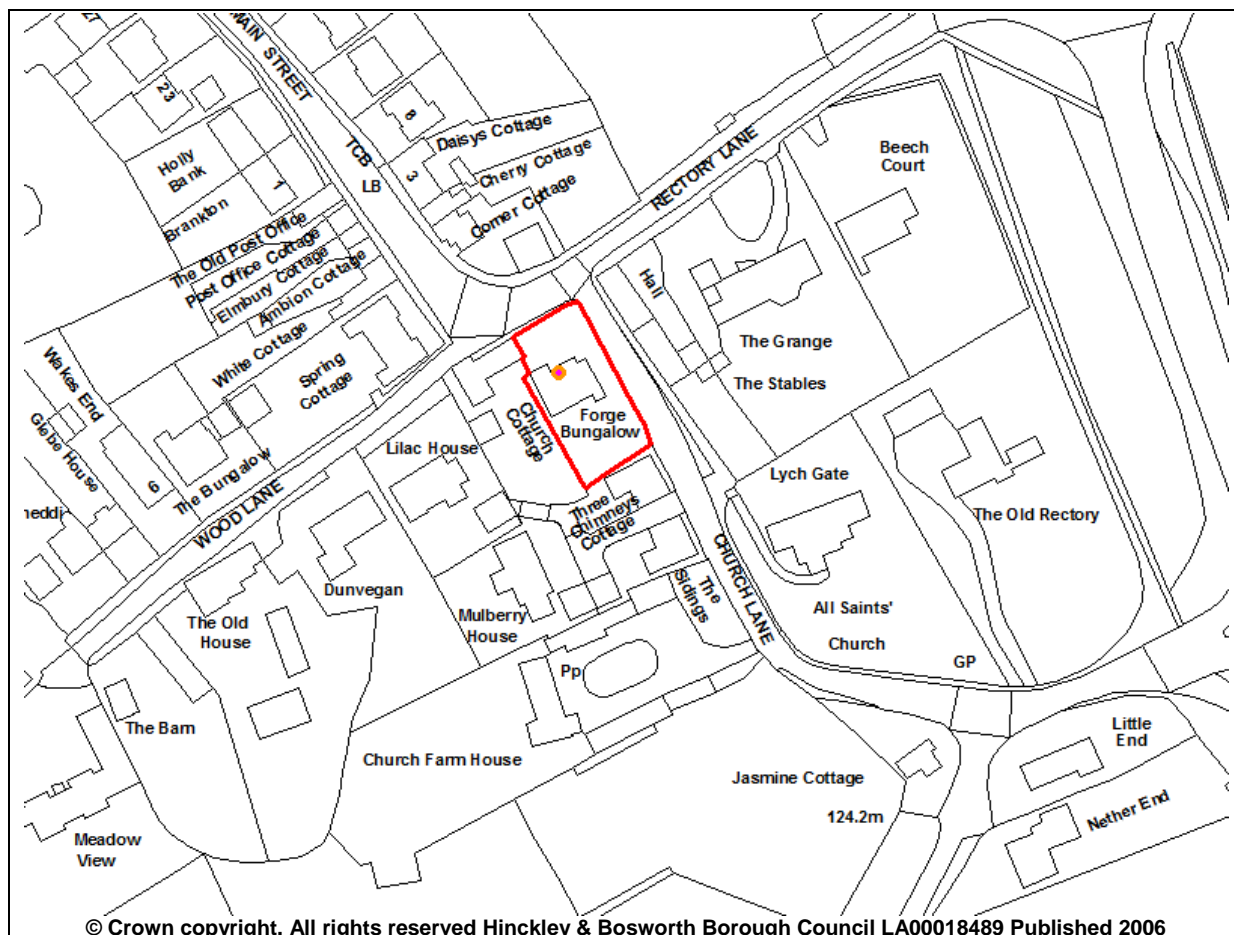 27
MAIN STREET
23
8
Daisys Cottage
TCB
LB
3
Cherry Cottage
Corner Cottage
RECTORY LANE
Beech
Court
Holly
Bank
1
Brankton
The Old Post Office
Post Office Cottage
Elmbury Cottage
Ambion Cottage
White Cottage
Spring
Cottage
Hall
The Grange
The Stables
Wakes End
Glebe House
6
The Bungalow
WOOD LANE
Lilac House
Church
Cottage
Forge
Bungalow
Three
Chimneys
Cottage
Lych Gate
The Old Rectory
Dunvegan
The Old
House
Mulberry
House
The
Sidings
CHURCH LANE
All Saints'
Church
GP
Pp
The Barn
Church Farm House
Jasmine Cottage
124.2m
Little
End
Nether End
Meadow
View
© Crown copyright. All rights reserved Hinckley & Bosworth Borough Council LA00018489 Published 2006